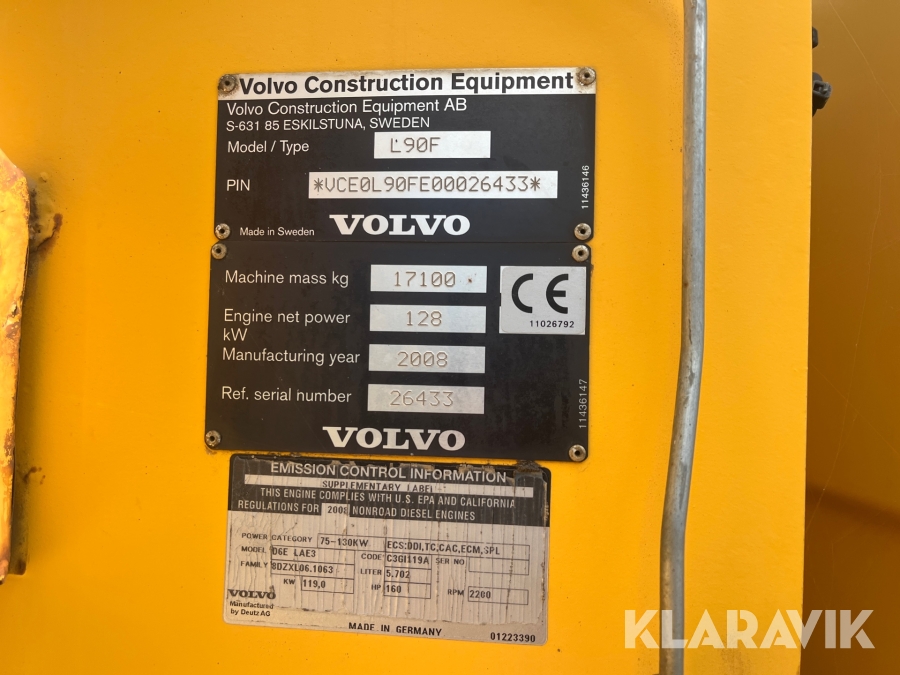 Volvo Construction Equipment
Volvo Construction Equipment AB
S-631 85 ESKILSTUNA, SWEDEN
Model / Type L90F
PIN *VCE0L90FE00026433*
11436146
Made in Sweden VOLVO
Machine mass kg 17100
CE
11026792
Engine net power kW 128
Manufacturing year 2008
Ref. serial number 26433
11436147
VOLVO
EMISSION CONTROL INFORMATION
SUPPLEMENTARY LABEL
THIS ENGINE COMPLIES WITH U.S. EPA AND CALIFORNIA
REGULATIONS FOR 2008 NONROAD DIESEL ENGINES
POWER CATEGORY 75-130KW ECS:DDI,TC,CAC,ECM,SPL
MODEL D6E LAE3 CODE C3GI119A SER NO
FAMILY 8DZXL06.1063 LITER 5.702
KW 119,0 HP 160 RPM 2200
VOLVO
Manufactured
by Deutz AG
MADE IN GERMANY 01223390
KLARAVIK